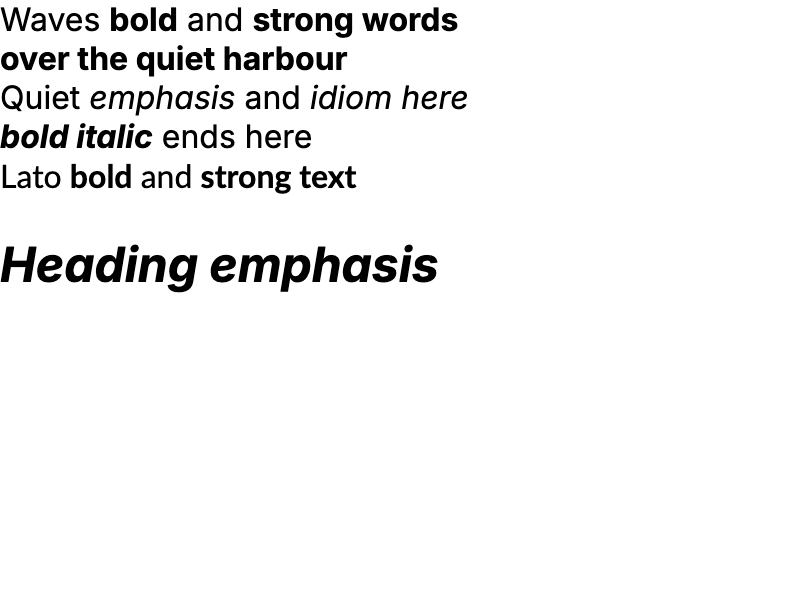 Waves bold and strong words
over the quiet harbour
Quiet emphasis and idiom here
bold italic ends here
Lato bold and strong text
Heading emphasis